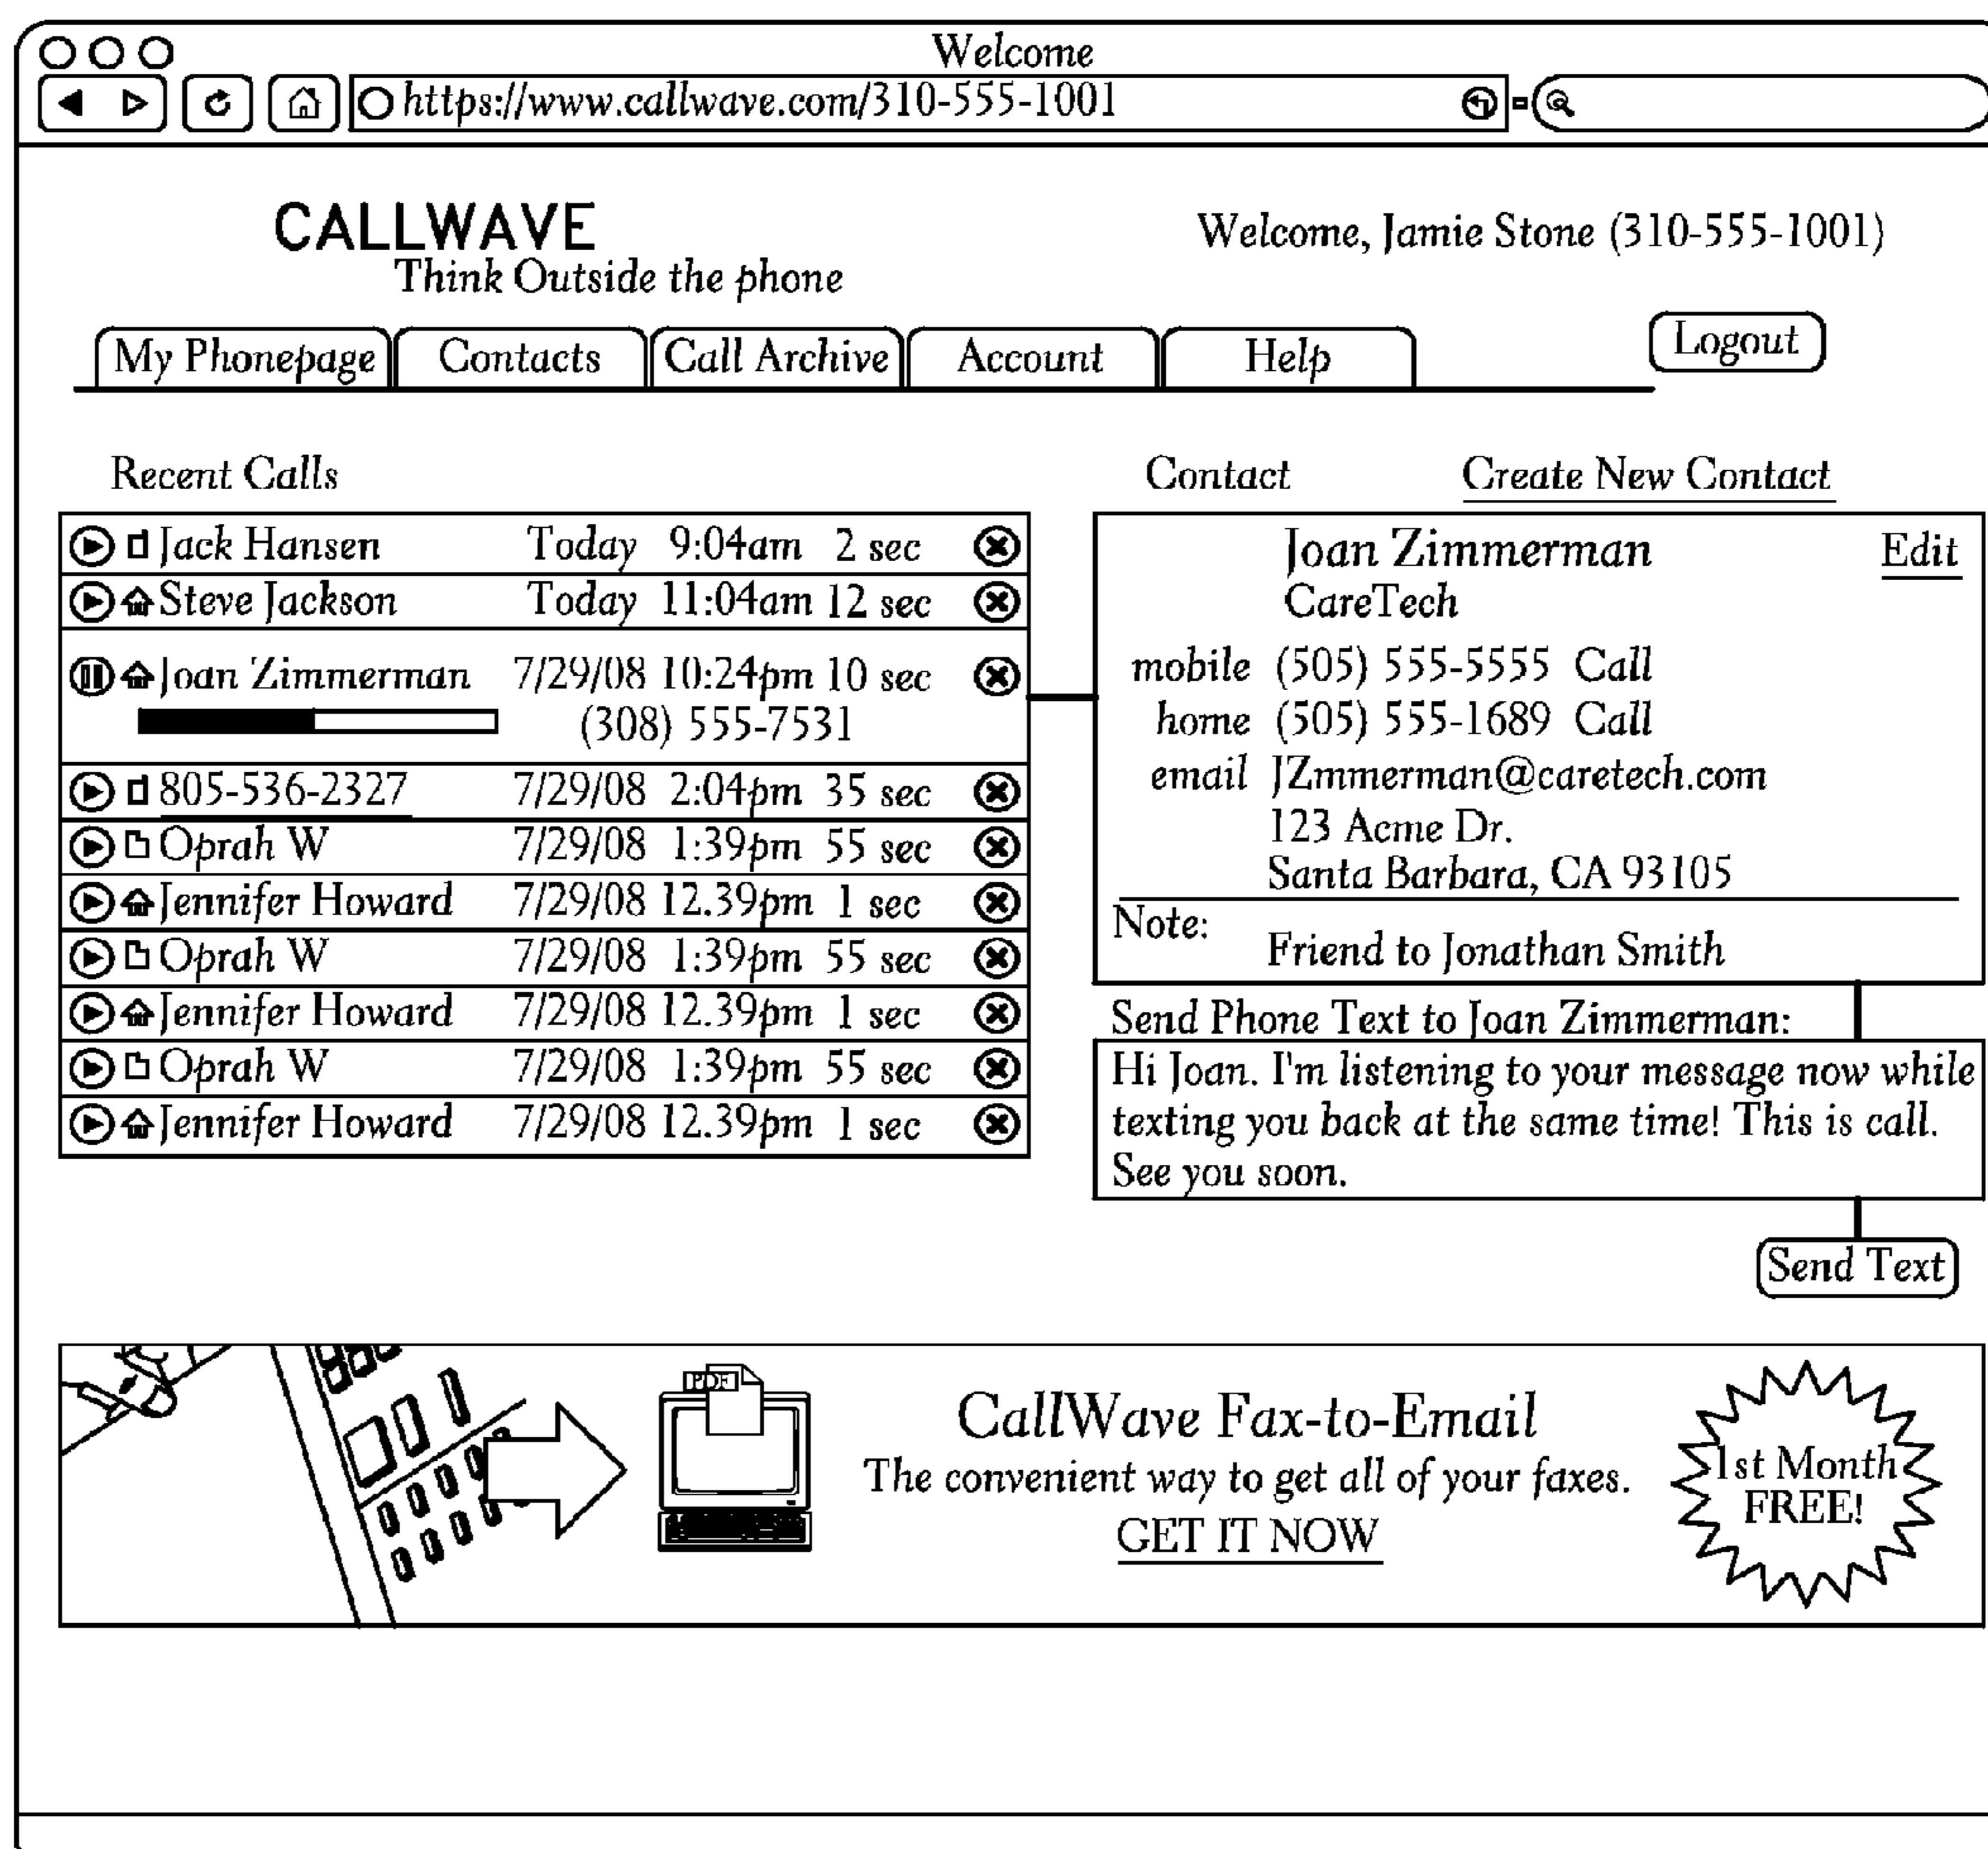 Welcome
https://www.callwave.com/310-555-1001
CALLWAVE
Think Outside the phone
Welcome, Jamie Stone (310-555-1001)
My Phonepage Contacts Call Archive Account Help Logout
Recent Calls
Jack Hansen Today 9:04am 2 sec
Steve Jackson Today 11:04am 12 sec
Joan Zimmerman 7/29/08 10:24pm 10 sec
(308) 555-7531
805-536-2327 7/29/08 2:04pm 35 sec
Oprah W 7/29/08 1:39pm 55 sec
Jennifer Howard 7/29/08 12.39pm 1 sec
Oprah W 7/29/08 1:39pm 55 sec
Jennifer Howard 7/29/08 12.39pm 1 sec
Oprah W 7/29/08 1:39pm 55 sec
Jennifer Howard 7/29/08 12.39pm 1 sec
Contact Create New Contact
Joan Zimmerman Edit
CareTech
mobile (505) 555-5555 Call
home (505) 555-1689 Call
email JZmmerman@caretech.com
123 Acme Dr.
Santa Barbara, CA 93105
Note:
Friend to Jonathan Smith
Send Phone Text to Joan Zimmerman:
Hi Joan. I'm listening to your message now while
texting you back at the same time! This is call.
See you soon.
Send Text
PDF
CallWave Fax-to-Email
The convenient way to get all of your faxes.
GET IT NOW
1st Month
FREE!